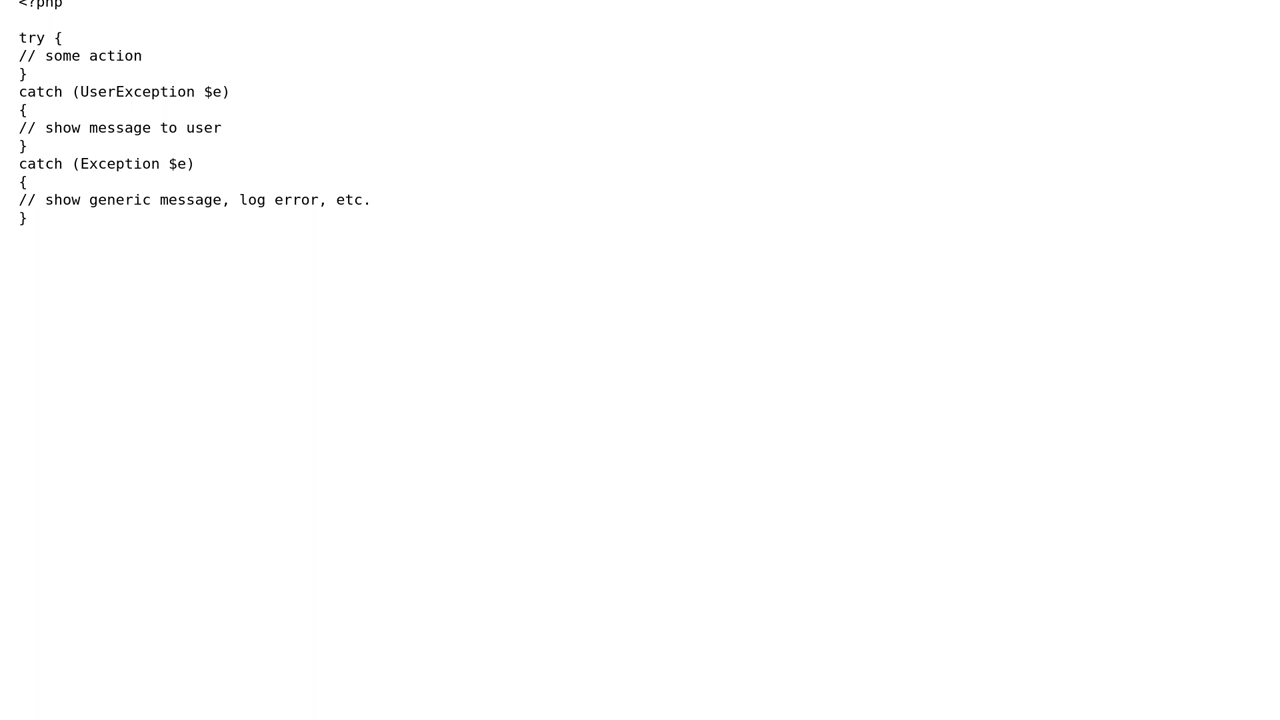 <?php
try {
// some action
}
catch (UserException $e)
{
// show message to user
}
catch (Exception $e)
{
// show generic message, log error, etc.
}